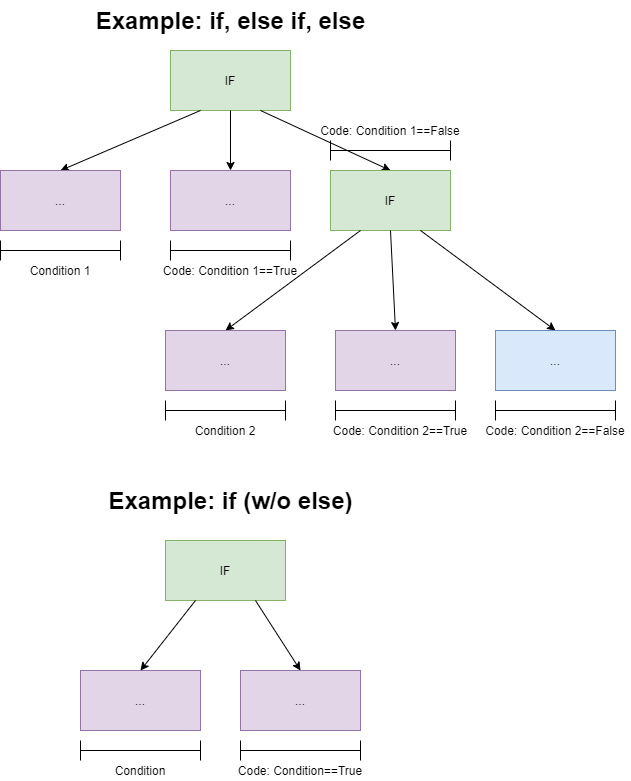 Example: if, else if, else
IF
Code: Condition 1==False
...
...
IF
Condition 1
Code: Condition 1==True
...
...
...
Condition 2
Code: Condition 2==True
Code: Condition 2==False
Example: if (w/o else)
IF
...
...
Condition
Code: Condition==True